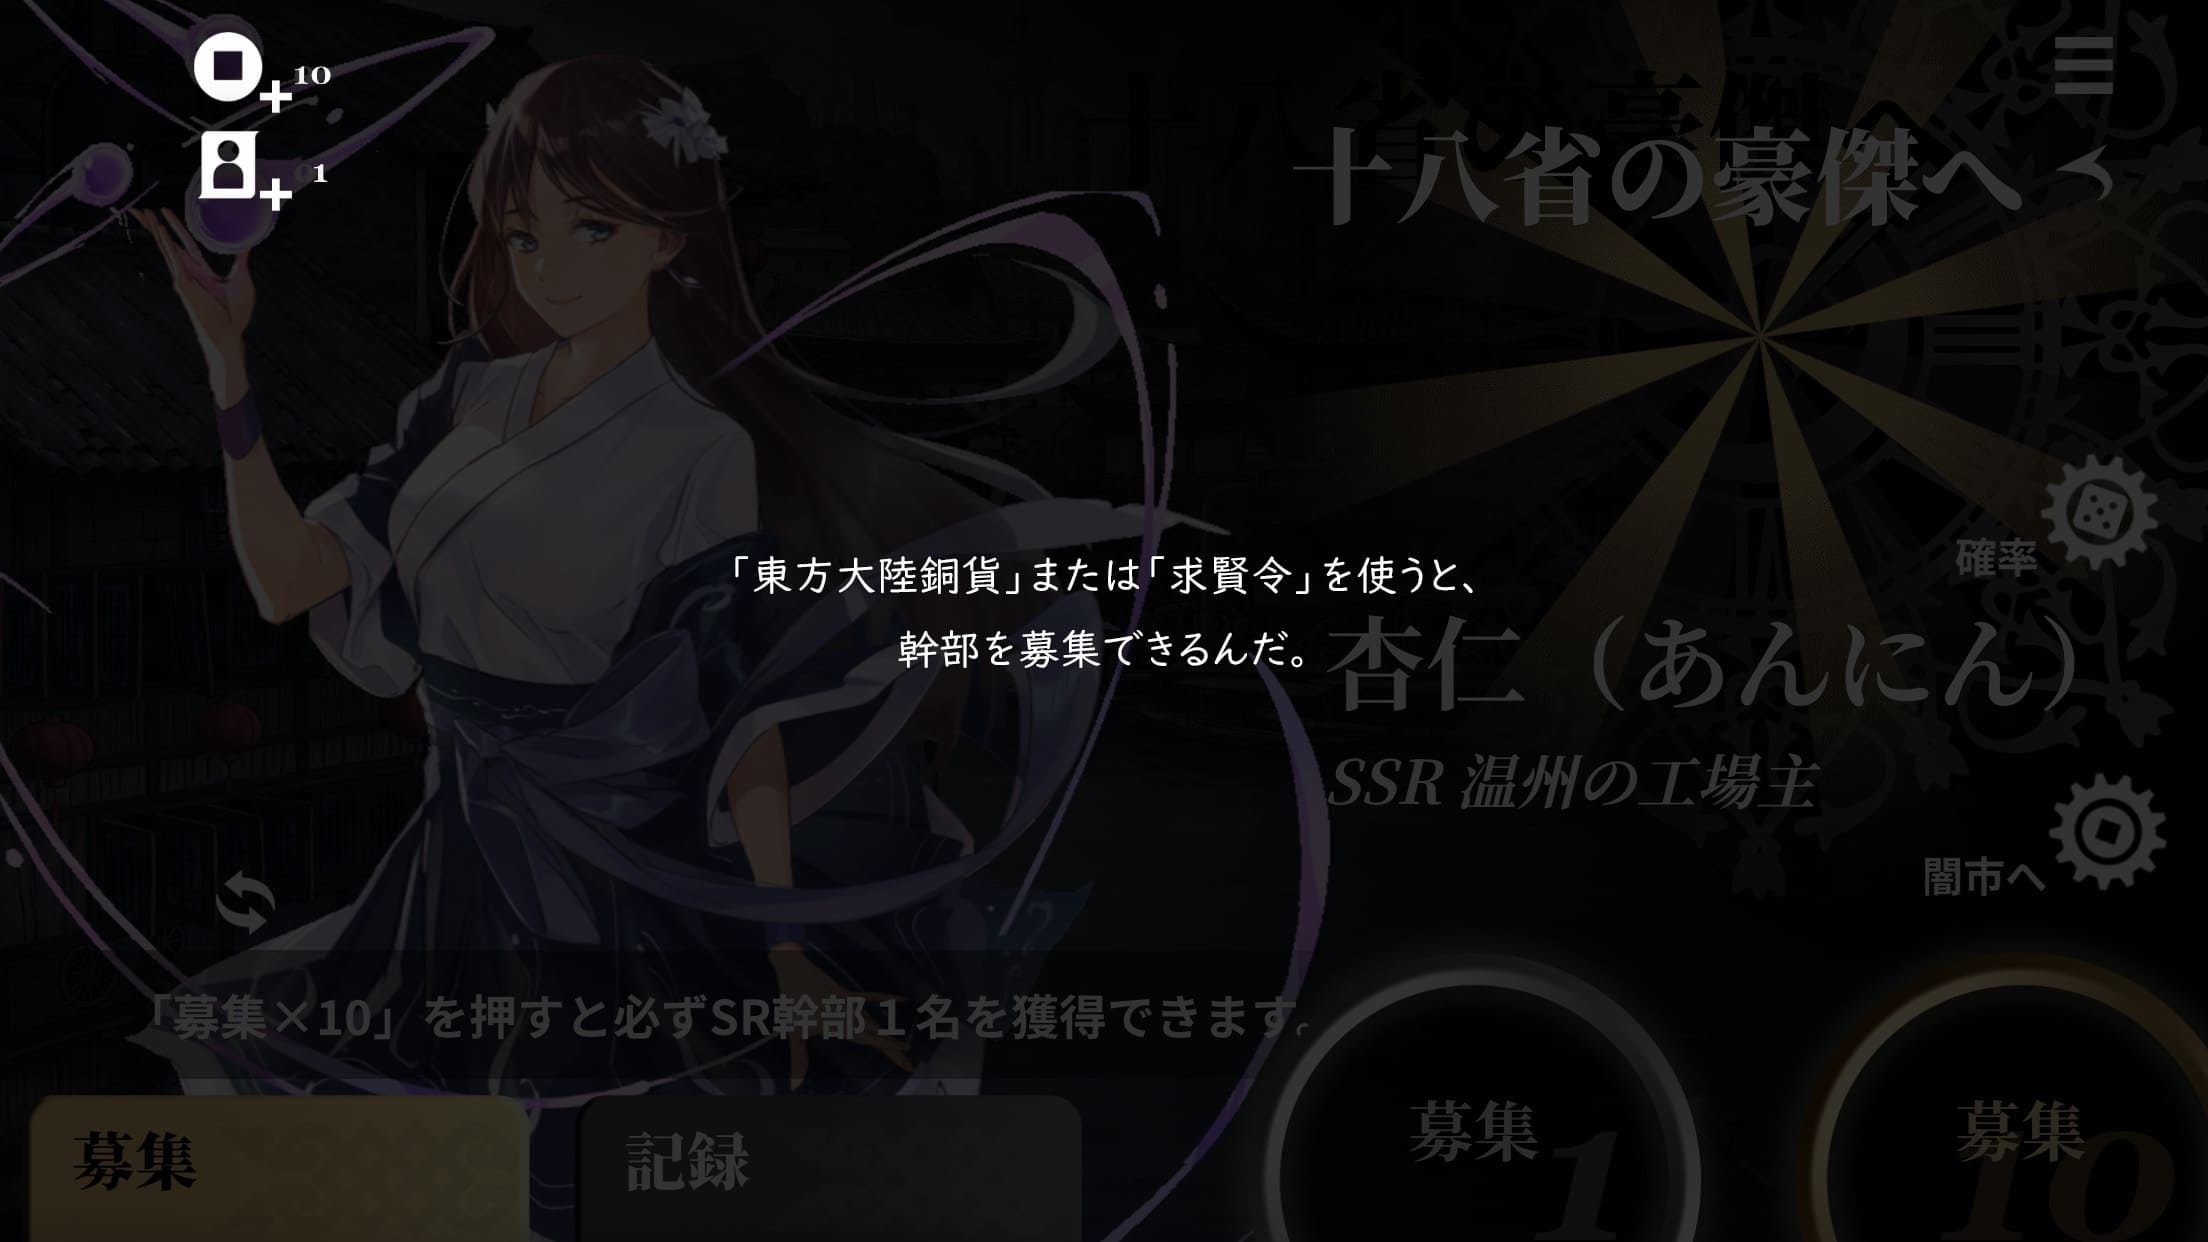 10
01
十八省の豪傑へ
確率
「東方大陸銅貨」または「求賢令」を使うと、
幹部を募集できるんだ。
杏仁（あんにん）
SSR 温州の工場主
闇市へ
「募集×10」を押すと必ずSR幹部１名を獲得できます。
募集
記録
募集 1
募集 10